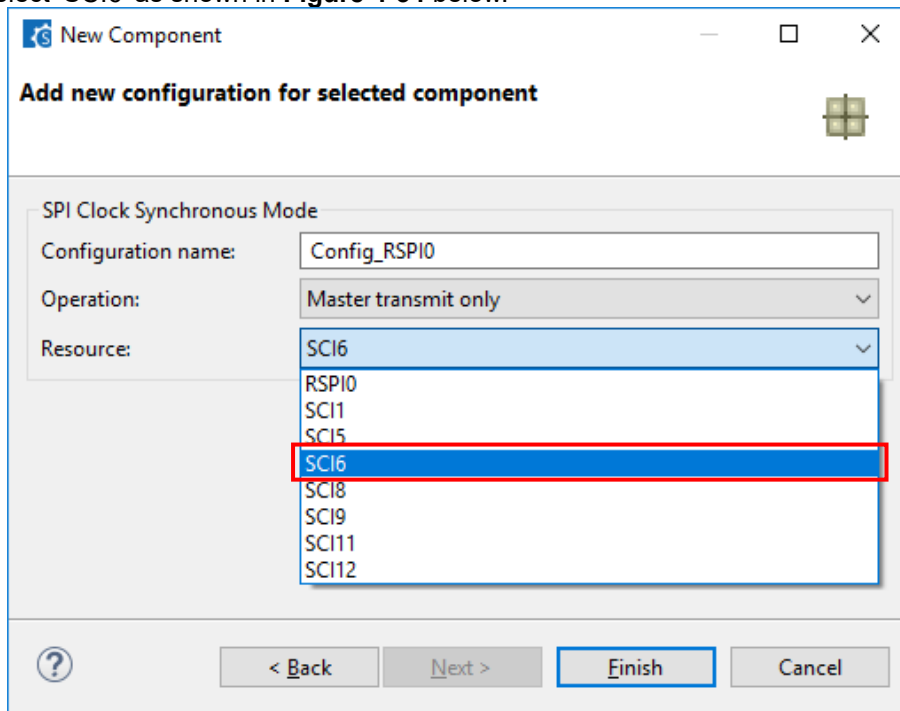 New Component
Add new configuration for selected component
SPI Clock Synchronous Mode
Configuration name: Config_RSPI0
Operation: Master transmit only
Resource: SCI6
RSPI0
SCI1
SCI5
SCI6
SCI8
SCI9
SCI11
SCI12
< Back Next > Finish Cancel